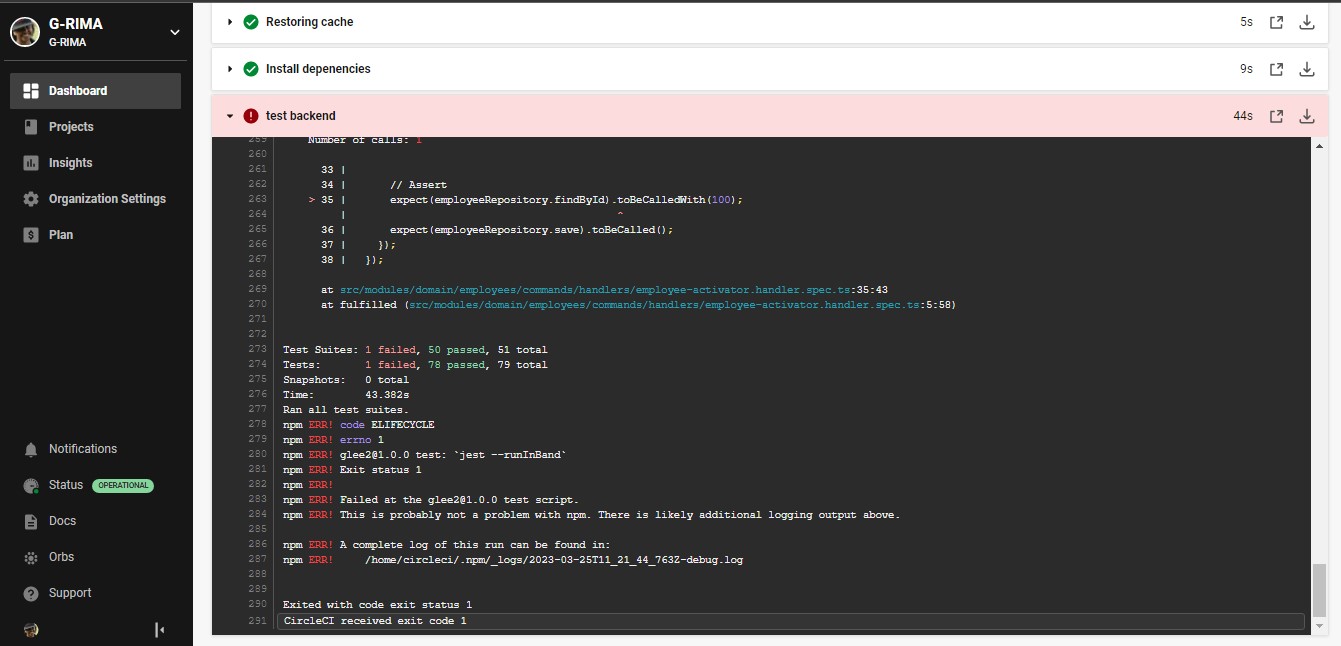 G-RIMA
G-RIMA
Dashboard
Projects
Insights
Organization Settings
Plan
Notifications
Status OPERATIONAL
Docs
Orbs
Support
Restoring cache 5s
Install depenencies 9s
test backend 44s
259 Number of calls: 1
260
261 33 |
262 34 | // Assert
263 > 35 | expect(employeeRepository.findById).toBeCalledWith(100);
264 | ^
265 36 | expect(employeeRepository.save).toBeCalled();
266 37 | });
267 38 | });
268
269 at src/modules/domain/employees/commands/handlers/employee-activator.handler.spec.ts:35:43
270 at fulfilled (src/modules/domain/employees/commands/handlers/employee-activator.handler.spec.ts:5:58)
271
272
273 Test Suites: 1 failed, 50 passed, 51 total
274 Tests: 1 failed, 78 passed, 79 total
275 Snapshots: 0 total
276 Time: 43.382s
277 Ran all test suites.
278 npm ERR! code ELIFECYCLE
279 npm ERR! errno 1
280 npm ERR! glee2@1.0.0 test: `jest --runInBand`
281 npm ERR! Exit status 1
282 npm ERR!
283 npm ERR! Failed at the glee2@1.0.0 test script.
284 npm ERR! This is probably not a problem with npm. There is likely additional logging output above.
285
286 npm ERR! A complete log of this run can be found in:
287 npm ERR! /home/circleci/.npm/_logs/2023-03-25T11_21_44_763Z-debug.log
288
289
290 Exited with code exit status 1
291 CircleCI received exit code 1